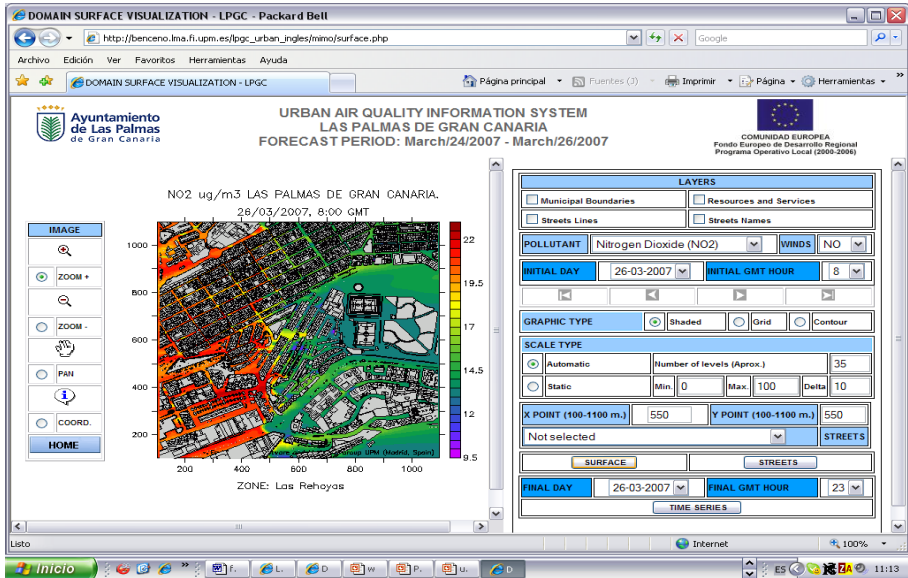 DOMAIN SURFACE VISUALIZATION - LPGC - Packard Bell
http://benceno.lma.fi.upm.es/lpgc_urban_ingles/mimo/surface.php
Google
Archivo Edición Ver Favoritos Herramientas Ayuda
DOMAIN SURFACE VISUALIZATION - LPGC
Página principal Fuentes (3) Imprimir Página Herramientas »
Ayuntamiento
de Las Palmas
de Gran Canaria
URBAN AIR QUALITY INFORMATION SYSTEM
LAS PALMAS DE GRAN CANARIA
FORECAST PERIOD: March/24/2007 - March/26/2007
COMUNIDAD EUROPEA
Fondo Europeo de Desarrollo Regional
Programa Operativo Local (2000-2006)
IMAGE
ZOOM +
ZOOM -
PAN
COORD.
HOME
NO2 ug/m3 LAS PALMAS DE GRAN CANARIA.
26/03/2007, 8:00 GMT
1000
800
600
400
200
200 400 600 800 1000
22
19.5
17
14.5
12
9.5
UPM (Madrid, Spain)
ZONE: Las Rehoyas
LAYERS
Municipal Boundaries Resources and Services
Streets Lines Streets Names
POLLUTANT Nitrogen Dioxide (NO2) WINDS NO
INITIAL DAY 26-03-2007 INITIAL GMT HOUR 8
GRAPHIC TYPE Shaded Grid Contour
SCALE TYPE
Automatic Number of levels (Aprox.) 35
Static Min. 0 Max. 100 Delta 10
X POINT (100-1100 m.) 550 Y POINT (100-1100 m.) 550
Not selected STREETS
SURFACE STREETS
FINAL DAY 26-03-2007 FINAL GMT HOUR 23
TIME SERIES
Listo Internet 100%
Inicio » f. L. D w P. u. D ES 11:13